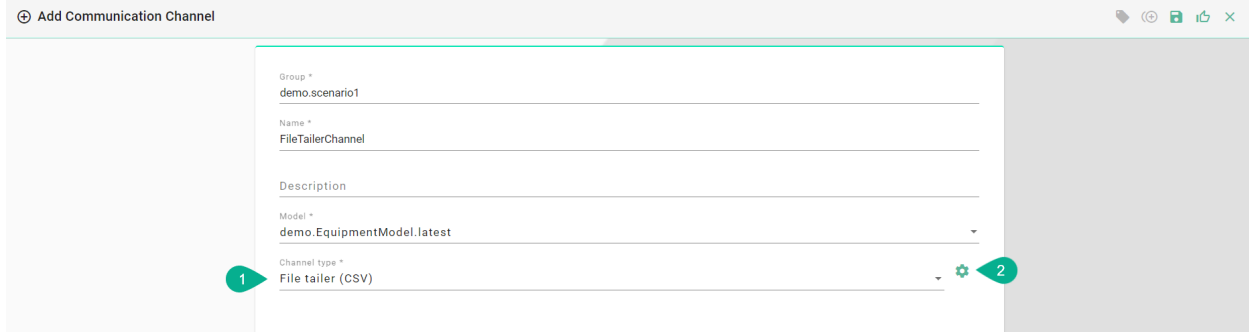 Add Communication Channel
Group *
demo.scenario1
Name *
FileTailerChannel
Description
Model *
demo.EquipmentModel.latest
Channel type *
File tailer (CSV)
1
2